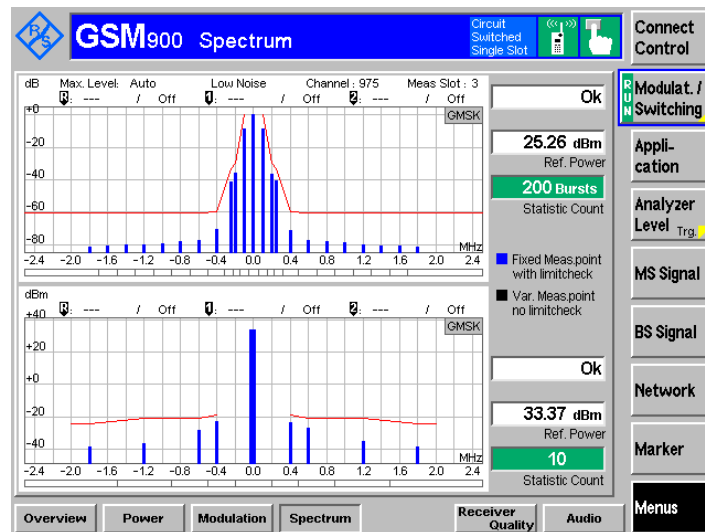 R S
GSM900 Spectrum
Circuit
Switched
Single Slot
Connect
Control
dB Max. Level: Auto Low Noise Channel : 975 Meas Slot : 3
R: --- / Off 1: --- / Off 2: --- / Off
GMSK
+0
-20
-40
-60
-80
MHz
-2.4 -2.0 -1.6 -1.2 -0.8 -0.4 0.0 0.4 0.8 1.2 1.6 2.0 2.4
Ok
25.26 dBm
Ref. Power
200 Bursts
Statistic Count
Fixed Meas.point
with limitcheck
Var. Meas.point
no limitcheck
dBm
R: --- / Off 1: --- / Off 2: --- / Off
GMSK
+40
+20
+0
-20
-40
MHz
-2.4 -2.0 -1.6 -1.2 -0.8 -0.4 0.0 0.4 0.8 1.2 1.6 2.0 2.4
Ok
33.37 dBm
Ref. Power
10
Statistic Count
RUN
Modulat. /
Switching
Appli-
cation
Analyzer
Level Trg.
MS Signal
BS Signal
Network
Marker
Menus
Overview Power Modulation Spectrum Receiver
Quality Audio